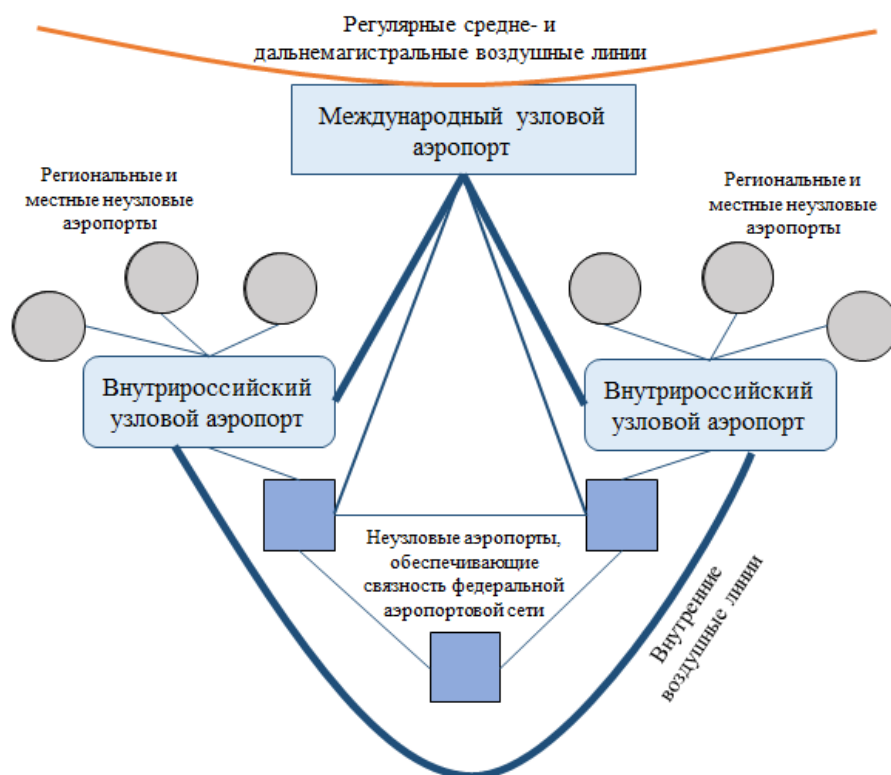 Регулярные средне- и
дальнемагистральные воздушные линии
Международный узловой
аэропорт
Региональные и
местные неузловые
аэропорты
Региональные и
местные неузловые
аэропорты
Внутрироссийский
узловой аэропорт
Внутрироссийский
узловой аэропорт
Неузловые аэропорты,
обеспечивающие
связность федеральной
аэропортовой сети
Внутренние
воздушные линии